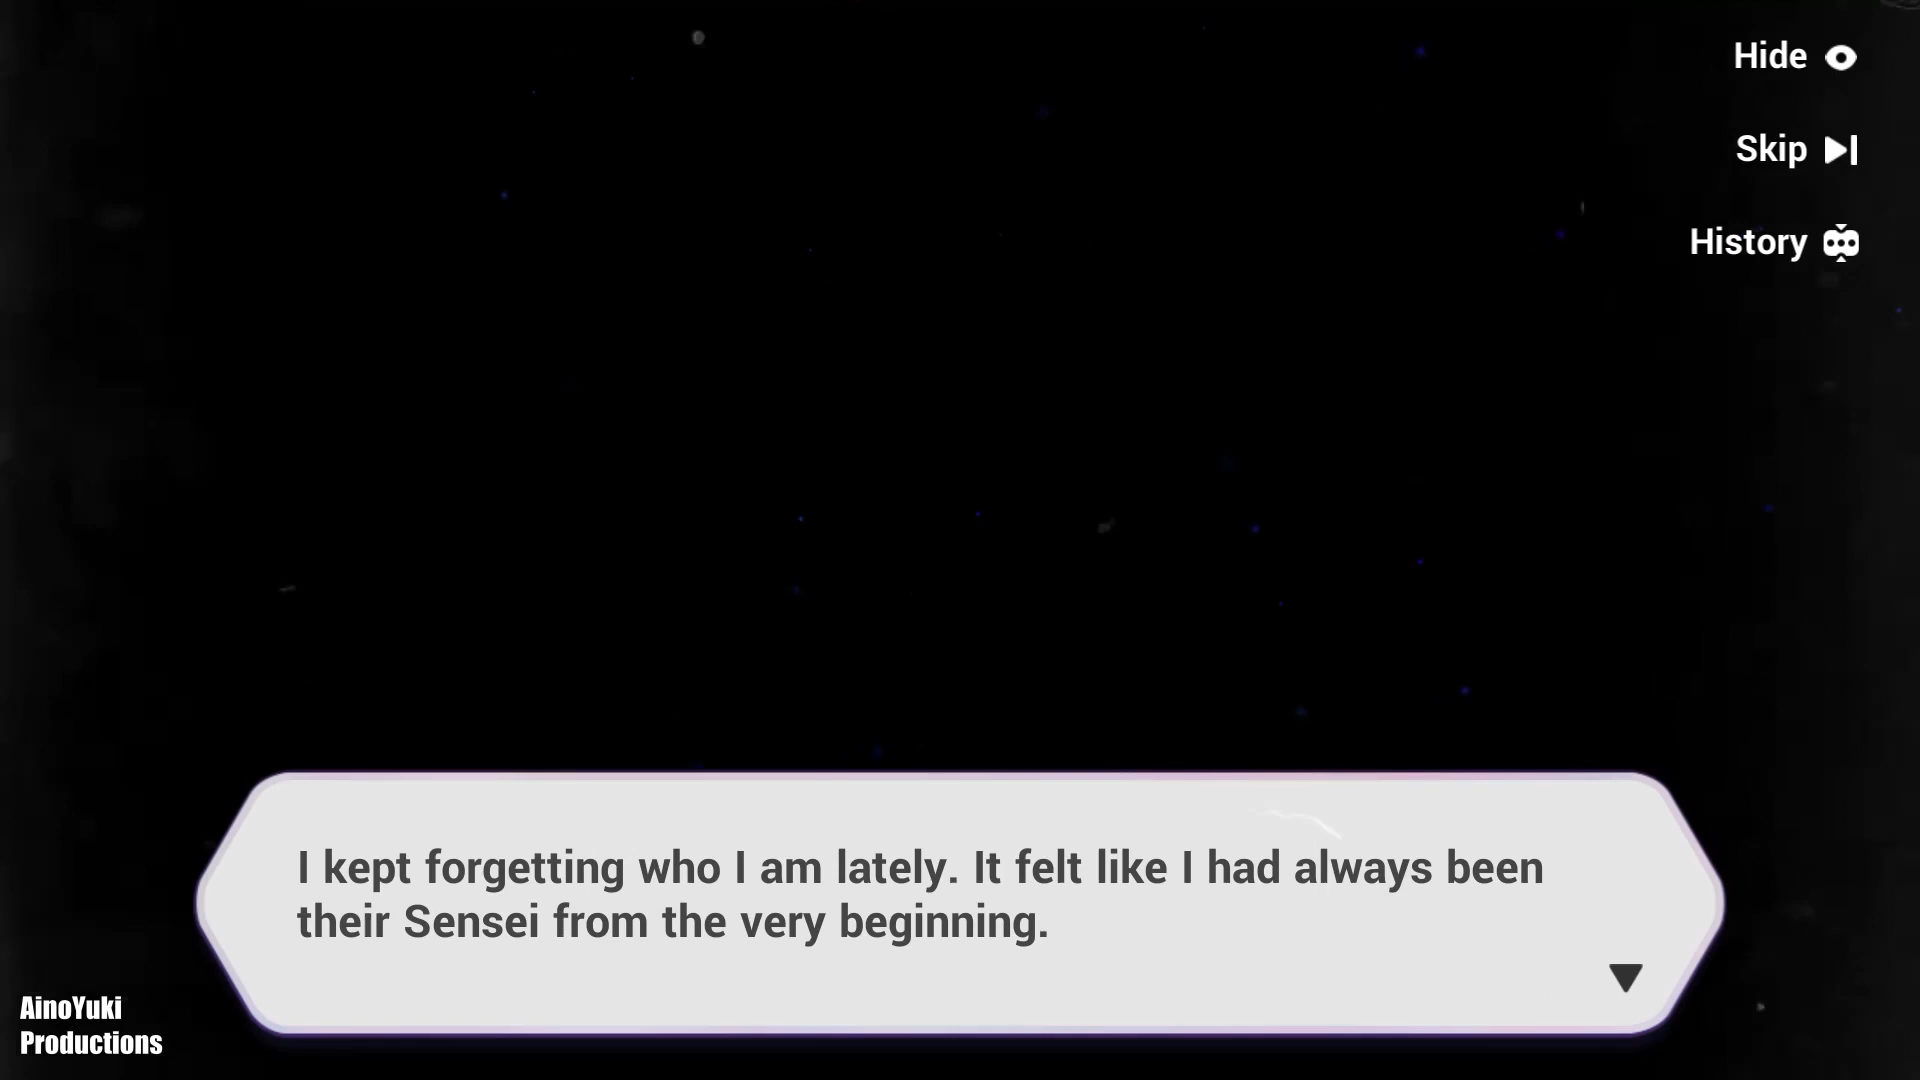 Hide
Skip
History
I kept forgetting who I am lately. It felt like I had always been
their Sensei from the very beginning.
AinoYuki
Productions